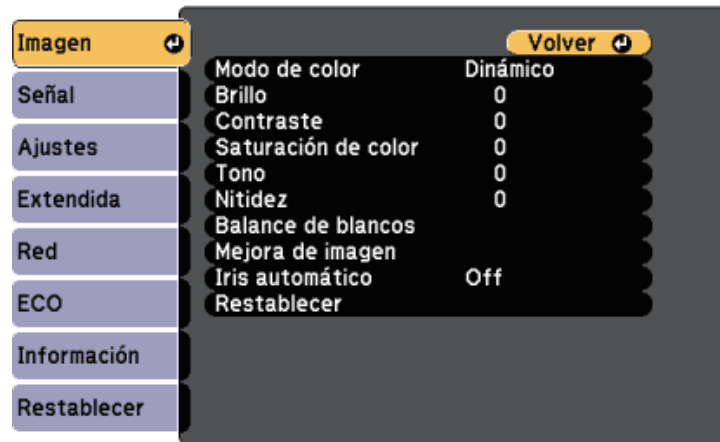 Imagen
Señal
Ajustes
Extendida
Red
ECO
Información
Restablecer
Volver
Modo de color Dinámico
Brillo 0
Contraste 0
Saturación de color 0
Tono 0
Nitidez 0
Balance de blancos
Mejora de imagen
Iris automático Off
Restablecer